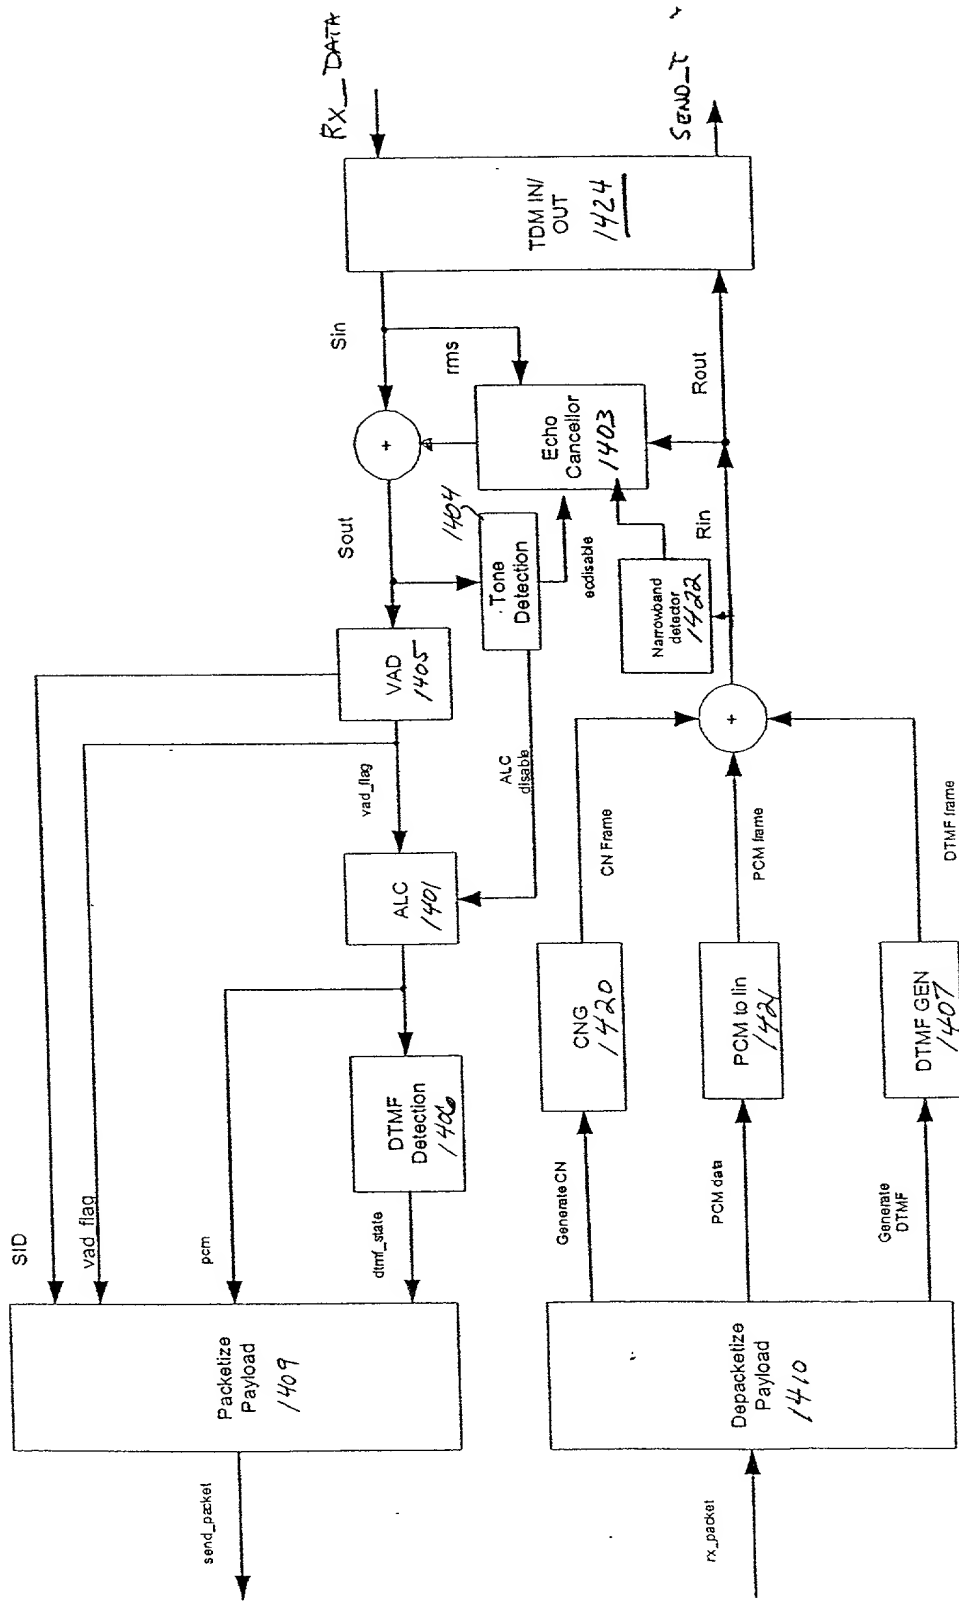 SID
vad_flag
pcm
dtmf_state
Packetize
Payload
1409
send_packet
DTMF
Detection
1406
ALC
1401
vad_flag
ALC
disable
VAD
1405
Sout
1404
Tone
Detection
ecdisable
+
Sin
rms
Echo
Cancellor
1403
TDM IN/
OUT
1424
RX_DATA
SEND_T
Rout
Rin
Narrowband
detector
1422
+
CN Frame
PCM frame
DTMF frame
CNG
1420
PCM to lin
1421
DTMF GEN
1407
Generate CN
PCM data
Generate
DTMF
Depacketize
Payload
1410
rx_packet